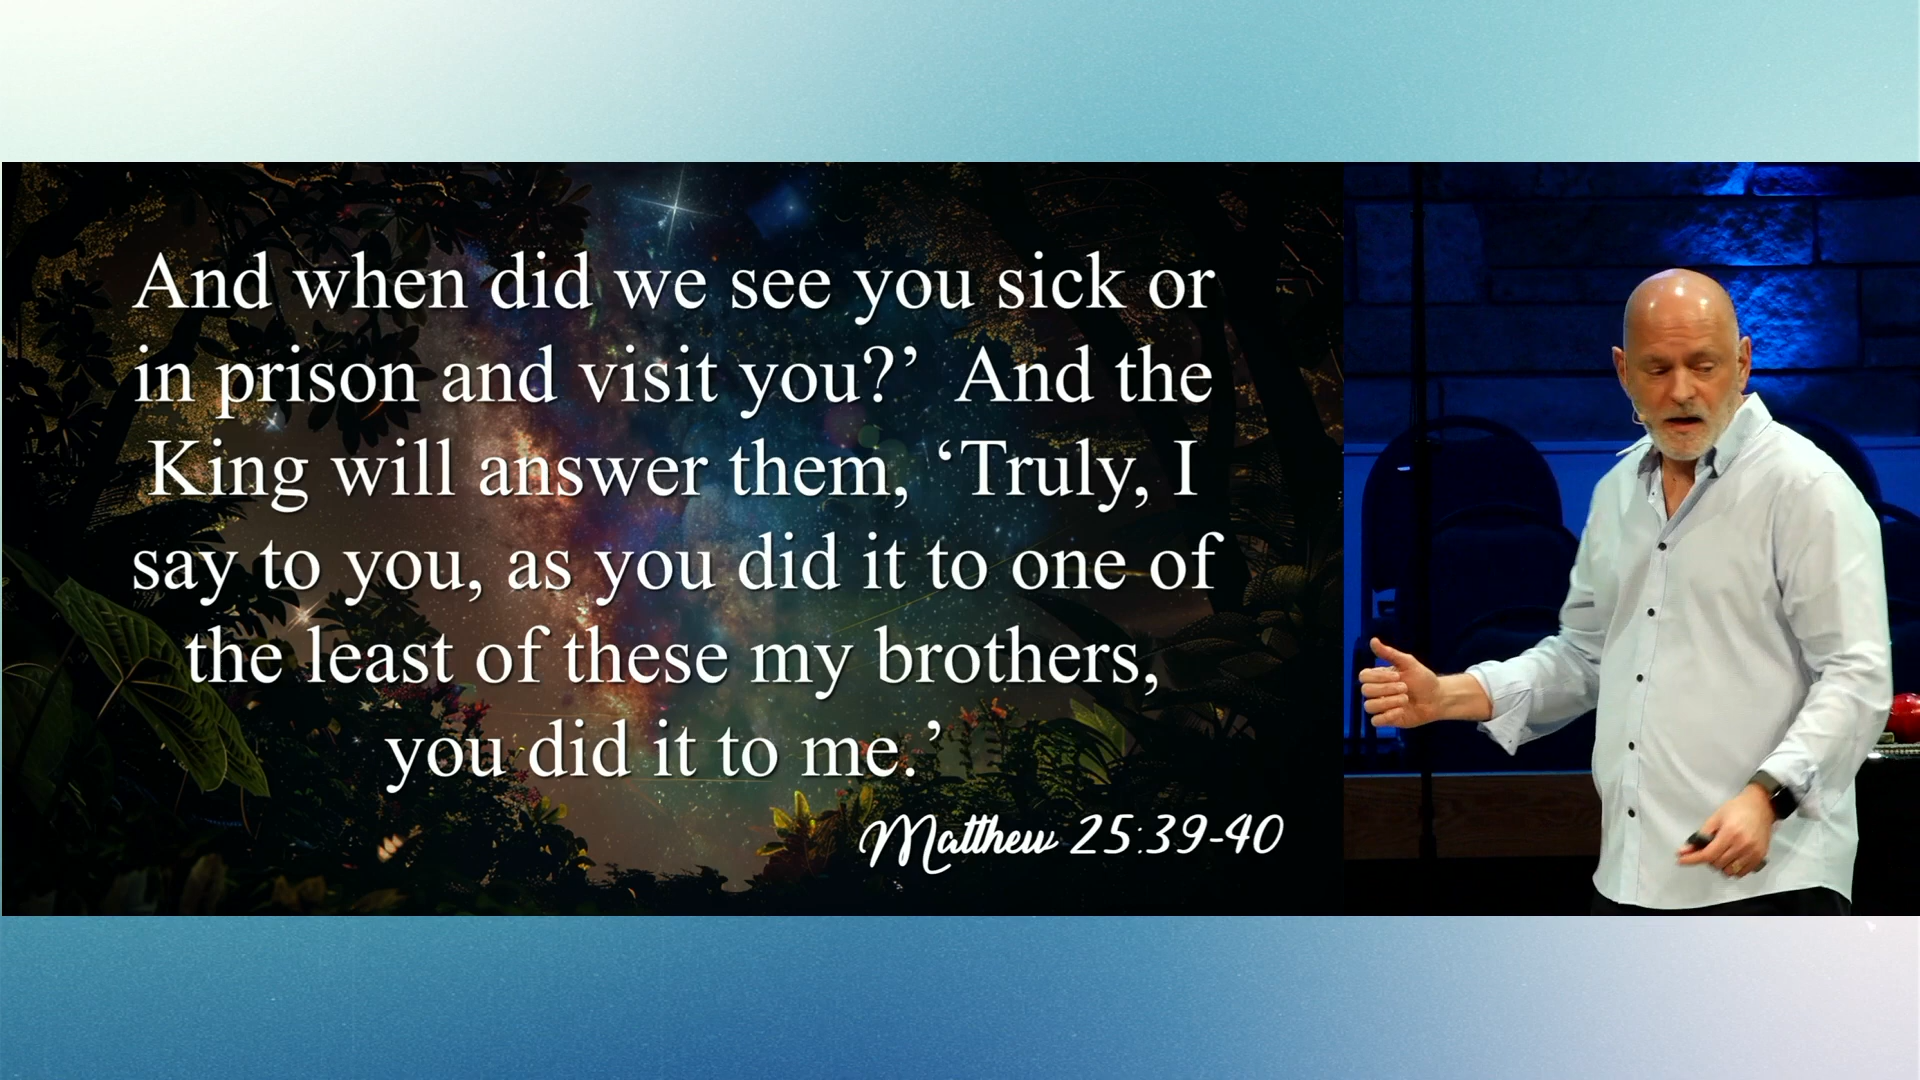 And when did we see you sick or
in prison and visit you?’ And the
King will answer them, ‘Truly, I
say to you, as you did it to one of
the least of these my brothers,
you did it to me.’
Matthew 25:39-40